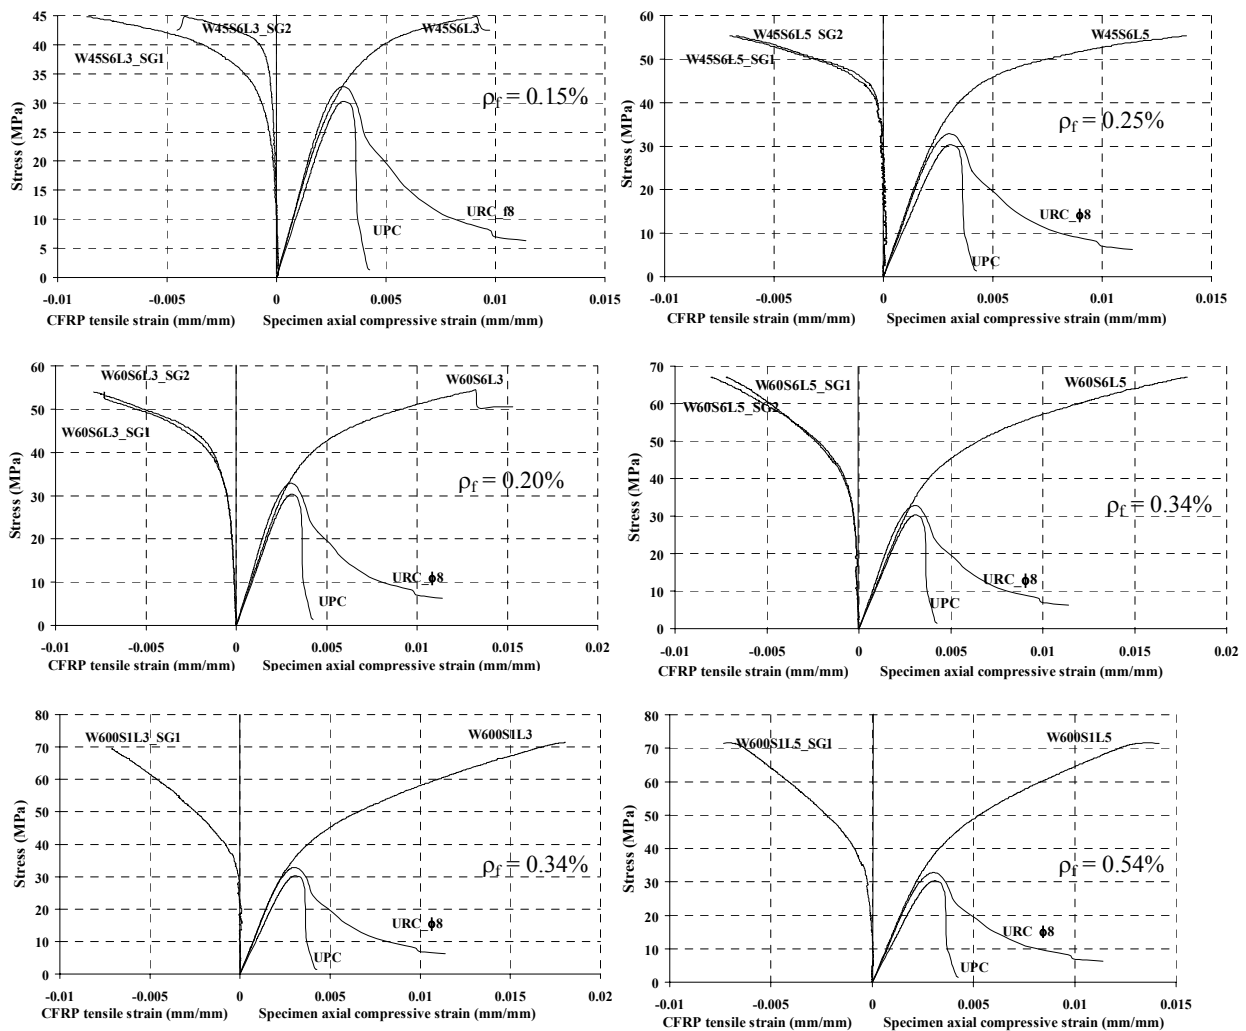 45
40
35
30
25
20
15
10
5
0
Stress (MPa)
W45S6L3_SG2
W45S6L3
W45S6L3_SG1
ρf = 0.15%
URC_f8
UPC
-0.01 -0.005 0 0.005 0.01 0.015
CFRP tensile strain (mm/mm) Specimen axial compressive strain (mm/mm)
60
50
40
30
20
10
0
Stress (MPa)
W45S6L5_SG2
W45S6L5
W45S6L5_SG1
ρf = 0.25%
URC_ϕ8
UPC
-0.01 -0.005 0 0.005 0.01 0.015
CFRP tensile strain (mm/mm) Specimen axial compressive strain (mm/mm)
60
50
40
30
20
10
0
Stress (MPa)
W60S6L3_SG2
W60S6L3
W60S6L3_SG1
ρf = 0.20%
URC_ϕ8
UPC
-0.01 -0.005 0 0.005 0.01 0.015 0.02
CFRP tensile strain (mm/mm) Specimen axial compressive strain (mm/mm)
70
60
50
40
30
20
10
0
Stress (MPa)
W60S6L5_SG1
W60S6L5
W60S6L5_SG2
ρf = 0.34%
URC_ϕ8
UPC
-0.01 -0.005 0 0.005 0.01 0.015 0.02
CFRP tensile strain (mm/mm) Specimen axial compressive strain (mm/mm)
80
70
60
50
40
30
20
10
0
Stress (MPa)
W600S1L3_SG1
W600S1L3
ρf = 0.34%
URC_ϕ8
UPC
-0.01 -0.005 0 0.005 0.01 0.015 0.02
CFRP tensile strain (mm/mm) Specimen axial compressive strain (mm/mm)
80
70
60
50
40
30
20
10
0
Stress (MPa)
W600S1L5_SG1
W600S1L5
ρf = 0.54%
URC ϕ8
UPC
-0.01 -0.005 0 0.005 0.01 0.015
CFRP tensile strain (mm/mm) Specimen axial compressive strain (mm/mm)